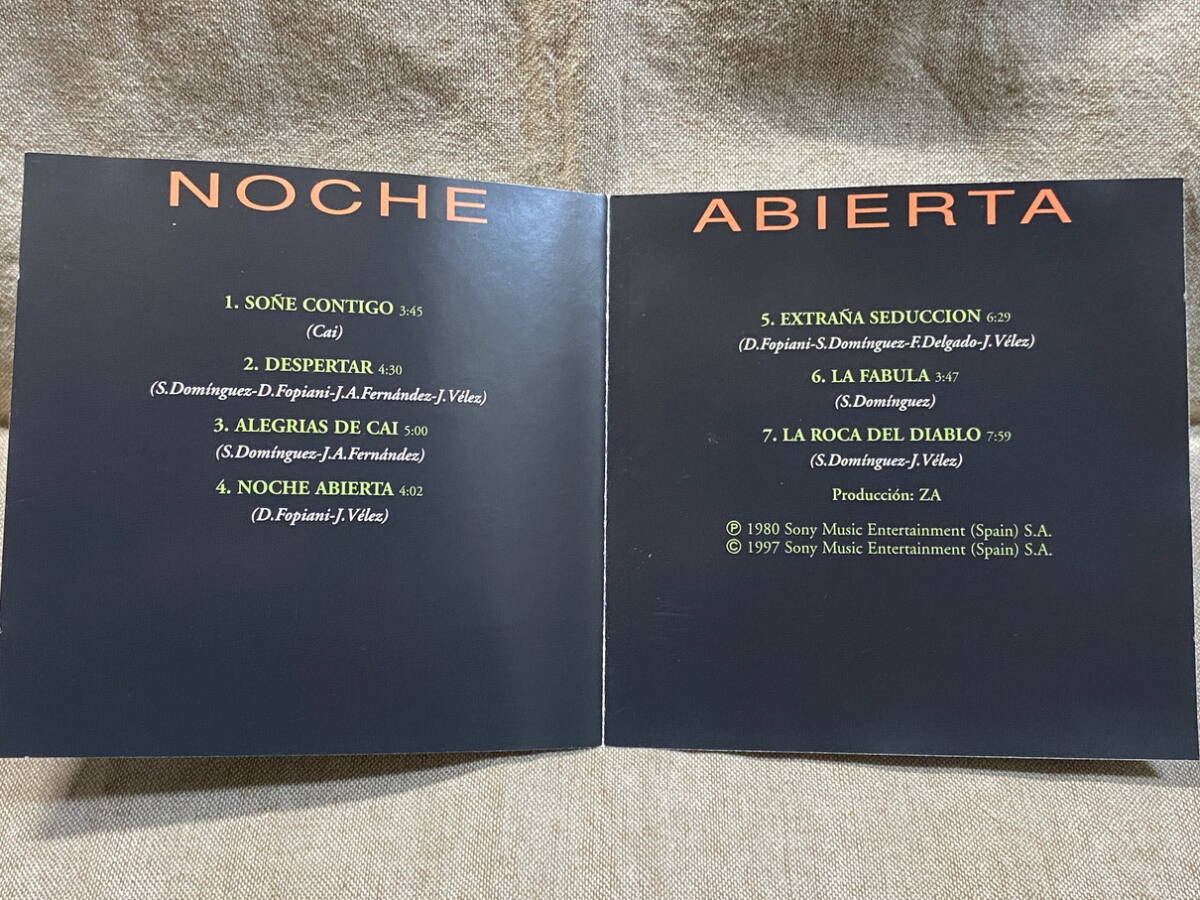 NOCHE
1. SOÑE CONTIGO 3:45
(Cai)
2. DESPERTAR 4:30
(S.Domínguez-D.Fopiani-J.A.Fernández-J.Vélez)
3. ALEGRIAS DE CAI 5:00
(S.Domínguez-J.A.Fernández)
4. NOCHE ABIERTA 4:02
(D.Fopiani-J.Vélez)
ABIERTA
5. EXTRAÑA SEDUCCION 6:29
(D.Fopiani-S.Domínguez-F.Delgado-J.Vélez)
6. LA FABULA 3:47
(S.Domínguez)
7. LA ROCA DEL DIABLO 7:59
(S.Domínguez-J.Vélez)
Producción: ZA
℗ 1980 Sony Music Entertainment (Spain) S.A.
© 1997 Sony Music Entertainment (Spain) S.A.